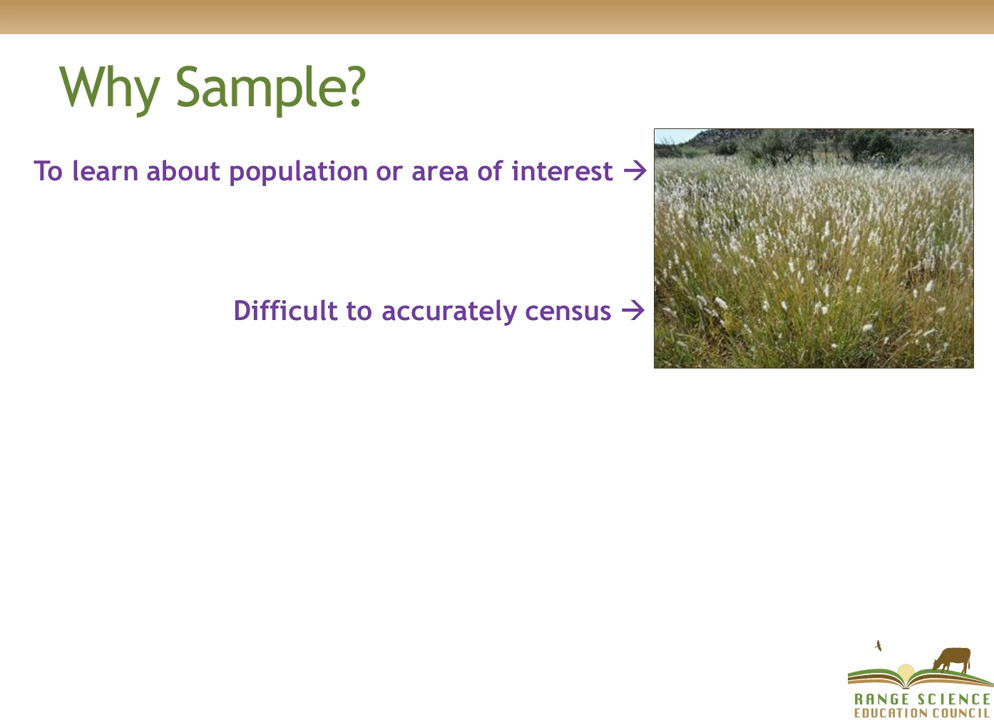 Why Sample?
To learn about population or area of interest →
Difficult to accurately census →
RANGE SCIENCE
EDUCATION COUNCIL